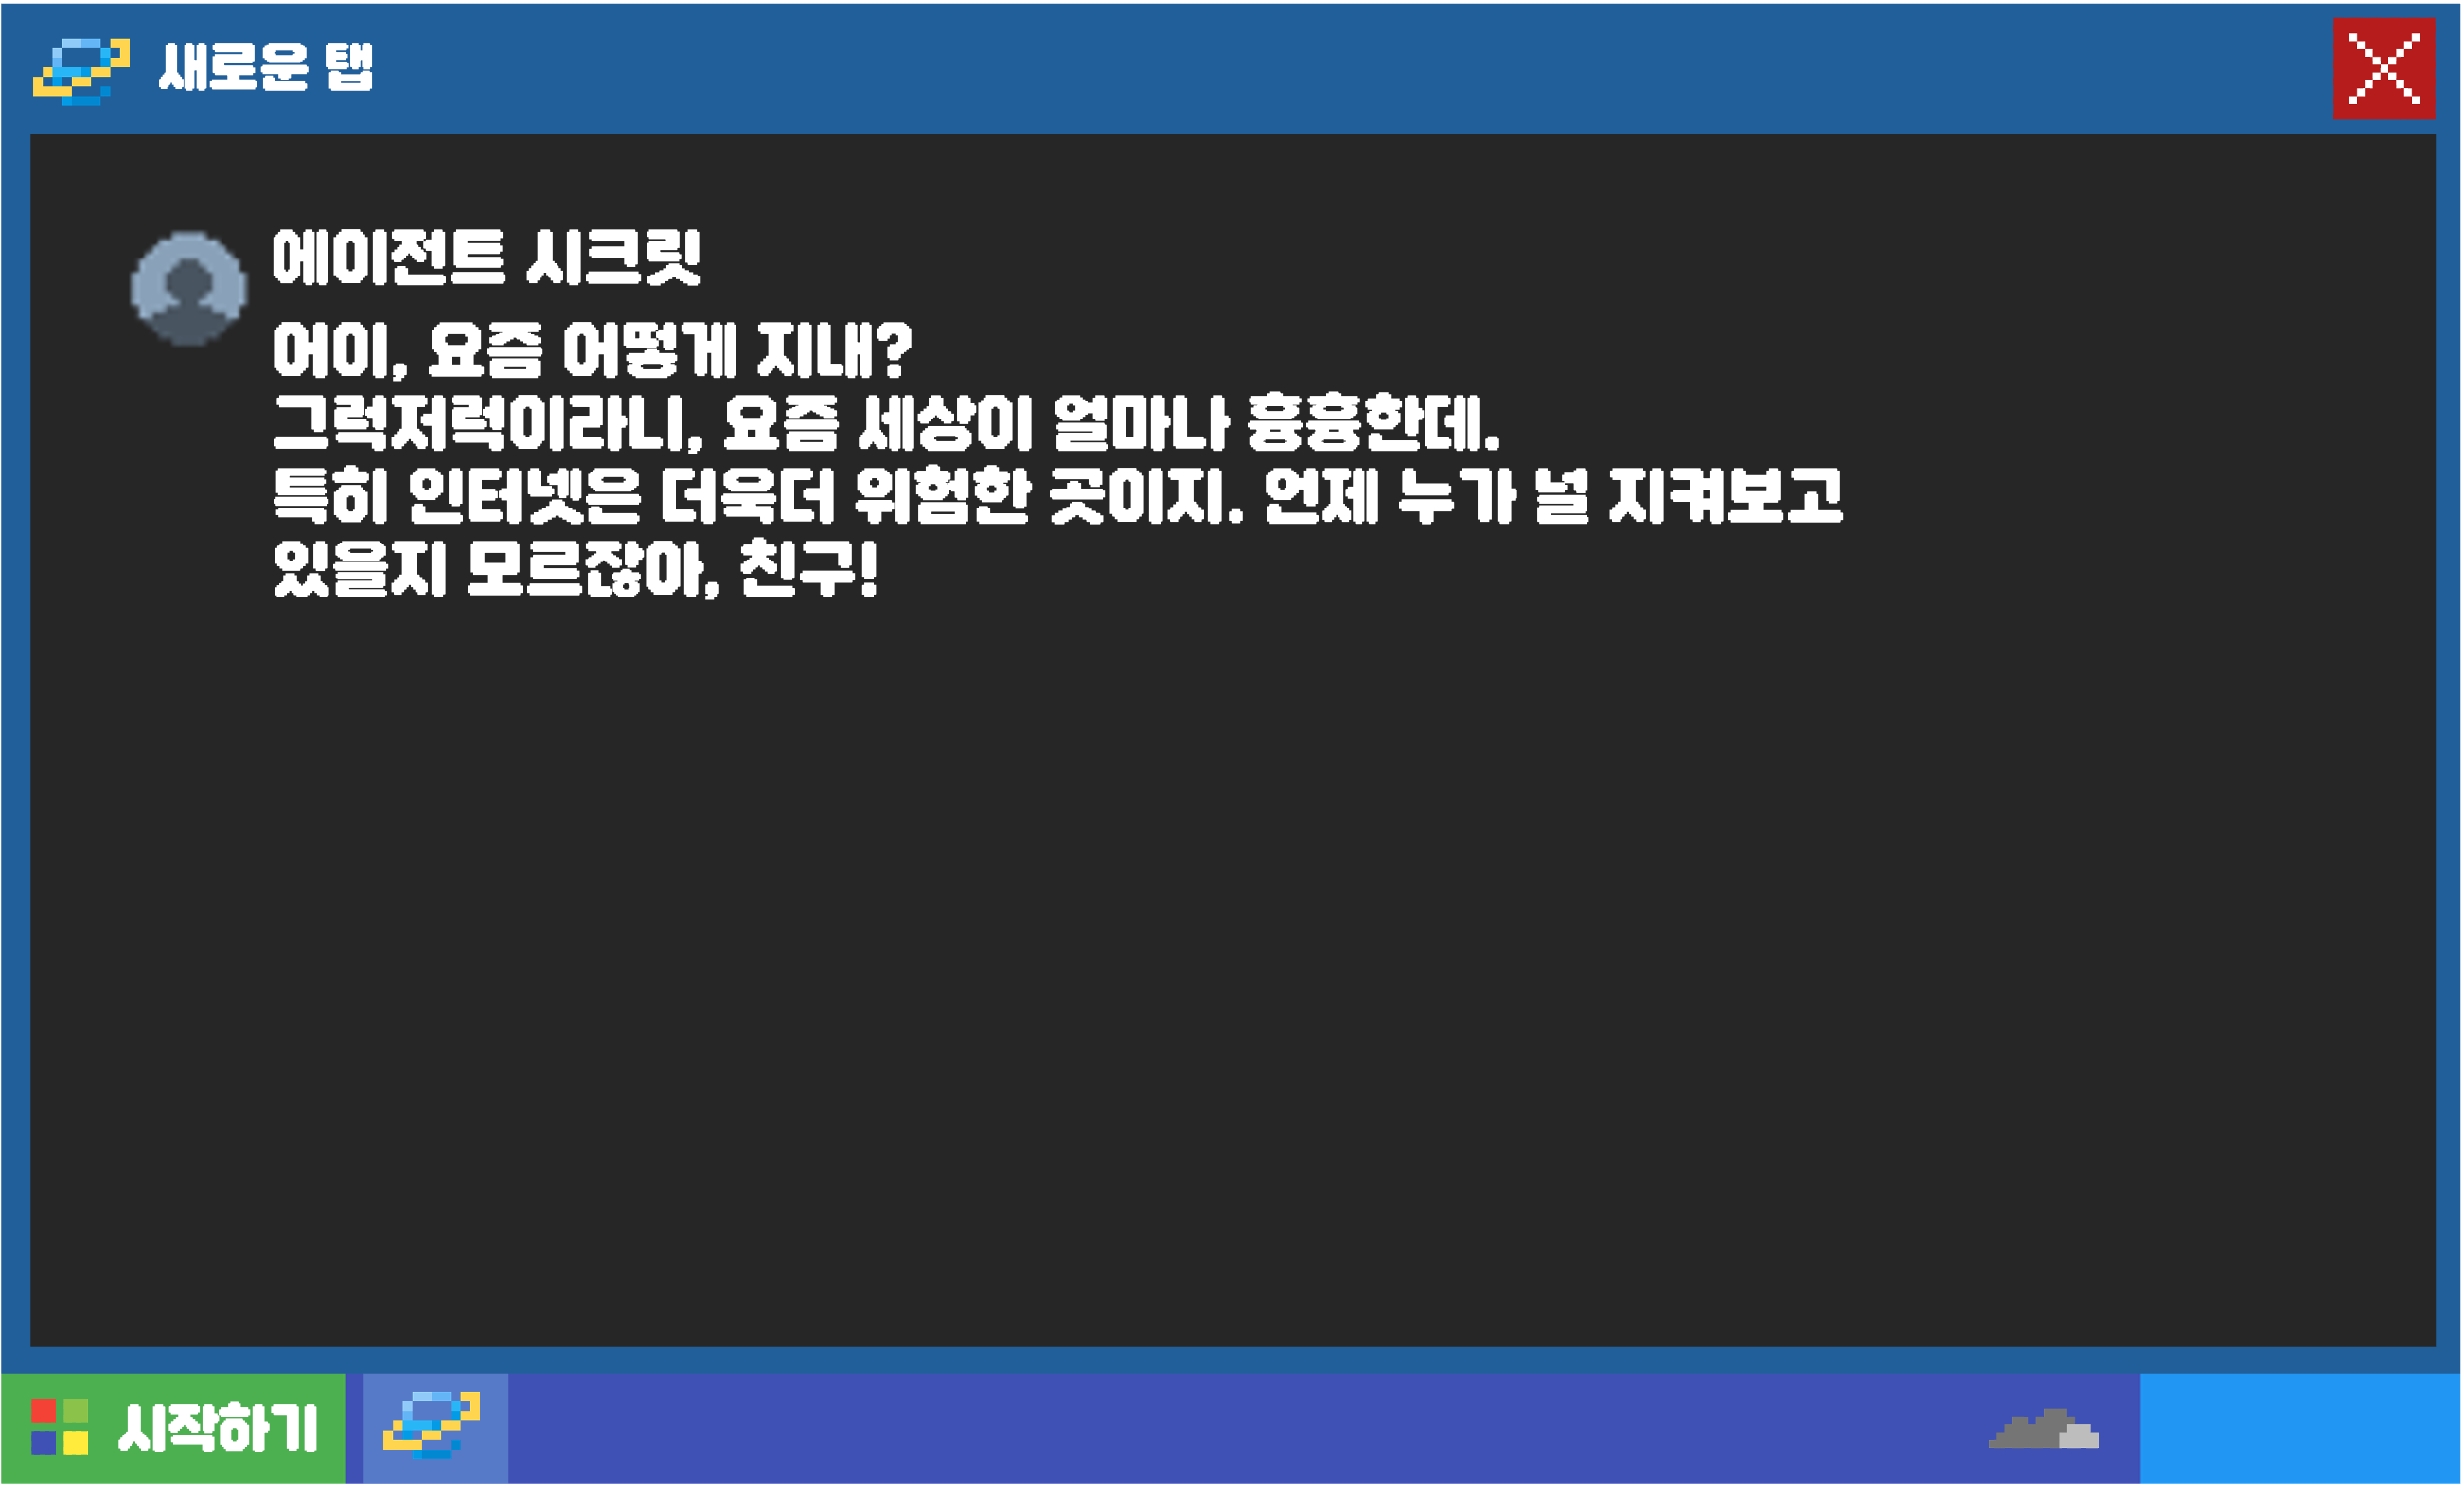 새로운 탭
에이전트 시크릿
어이, 요즘 어떻게 지내?
그럭저럭이라니, 요즘 세상이 얼마나 흉흉한데.
특히 인터넷은 더욱더 위험한 곳이지. 언제 누가 널 지켜보고
있을지 모르잖아, 친구!
시작하기